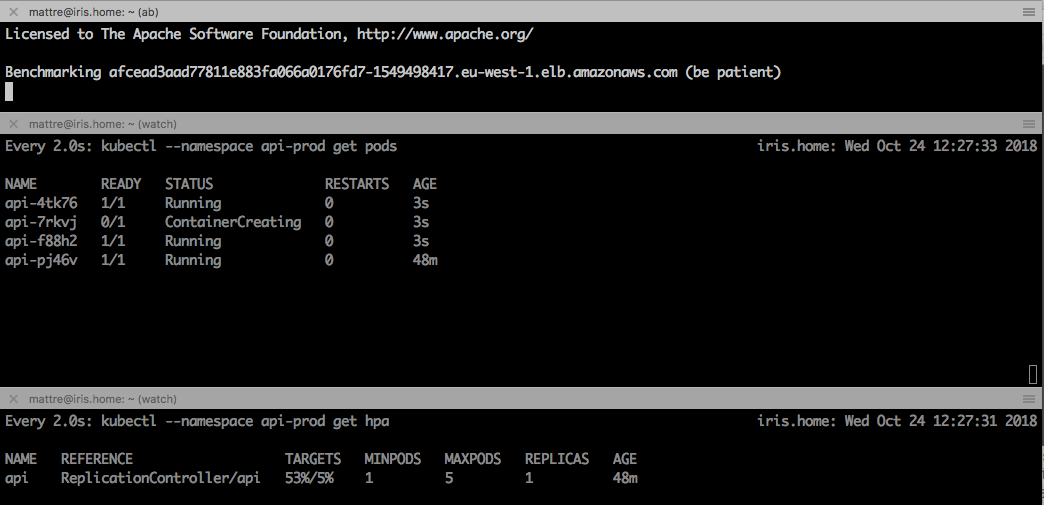 mattre@iris.home: ~ (ab)
Licensed to The Apache Software Foundation, http://www.apache.org/
Benchmarking afcead3aad77811e883fa066a0176fd7-1549498417.eu-west-1.elb.amazonaws.com (be patient)
mattre@iris.home: ~ (watch)
Every 2.0s: kubectl --namespace api-prod get pods iris.home: Wed Oct 24 12:27:33 2018
NAME READY STATUS RESTARTS AGE
api-4tk76 1/1 Running 0 3s
api-7rkvj 0/1 ContainerCreating 0 3s
api-f88h2 1/1 Running 0 3s
api-pj46v 1/1 Running 0 48m
mattre@iris.home: ~ (watch)
Every 2.0s: kubectl --namespace api-prod get hpa iris.home: Wed Oct 24 12:27:31 2018
NAME REFERENCE TARGETS MINPODS MAXPODS REPLICAS AGE
api ReplicationController/api 53%/5% 1 5 1 48m